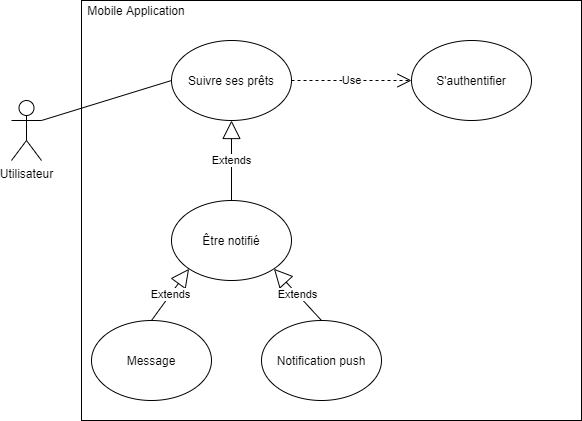 Mobile Application
Suivre ses prêts
Use
S'authentifier
Utilisateur
Extends
Être notifié
Extends
Extends
Message
Notification push